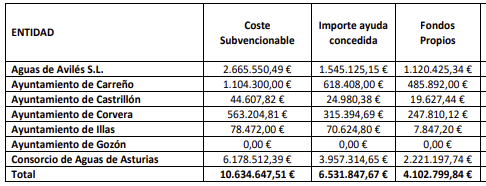 ENTIDAD Coste Subvencionable Importe ayuda concedida Fondos Propios
Aguas de Avilés S.L. 2.665.550,49 € 1.545.125,15 € 1.120.425,34 €
Ayuntamiento de Carreño 1.104.300,00 € 618.408,00 € 485.892,00 €
Ayuntamiento de Castrillón 44.607,82 € 24.980,38 € 19.627,44 €
Ayuntamiento de Corvera 563.204,81 € 315.394,69 € 247.810,12 €
Ayuntamiento de Illas 78.472,00 € 70.624,80 € 7.847,20 €
Ayuntamiento de Gozón 0,00 € 0,00 € 0,00 €
Consorcio de Aguas de Asturias 6.178.512,39 € 3.957.314,65 € 2.221.197,74 €
Total 10.634.647,51 € 6.531.847,67 € 4.102.799,84 €